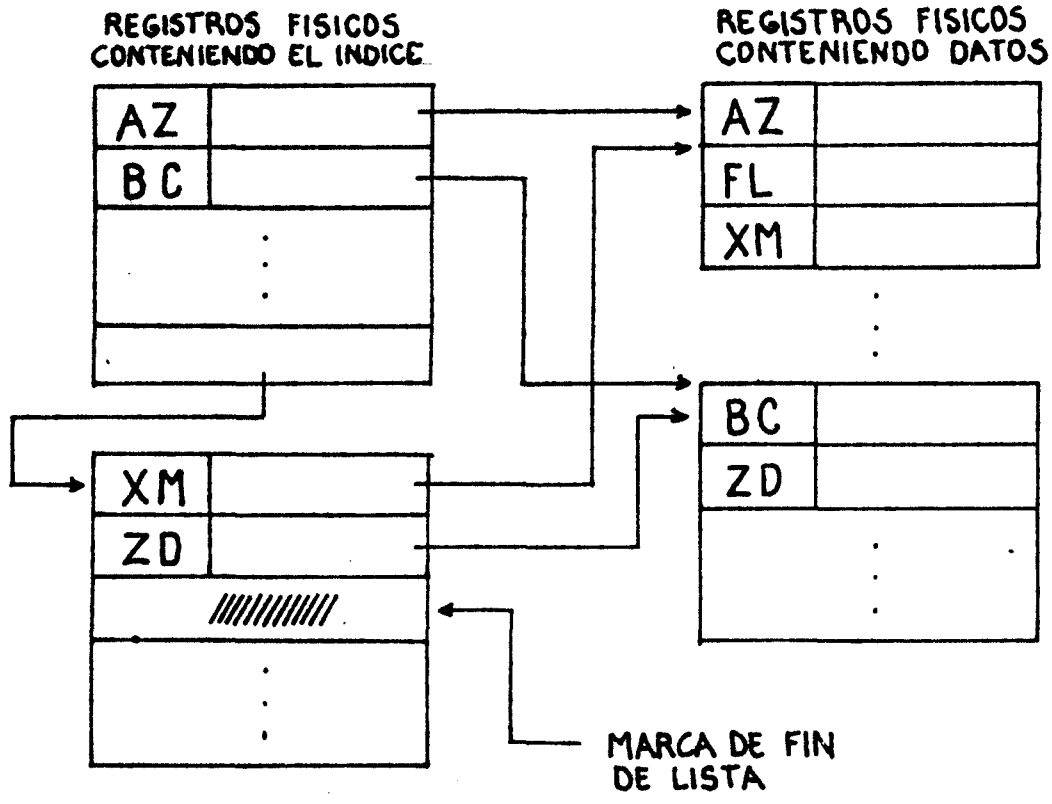 REGISTROS FISICOS
CONTENIENDO EL INDICE
AZ
BC
XM
ZD
REGISTROS FISICOS
CONTENIENDO DATOS
AZ
FL
XM
BC
ZD
MARCA DE FIN
DE LISTA